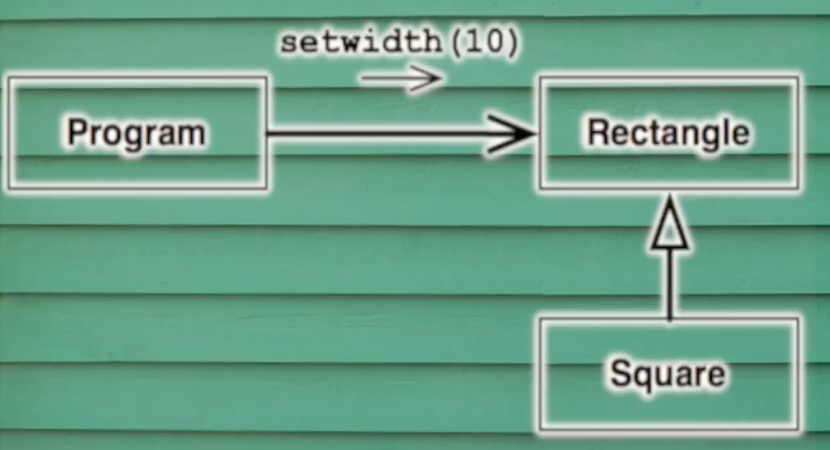 setwidth(10)
Program
Rectangle
Square